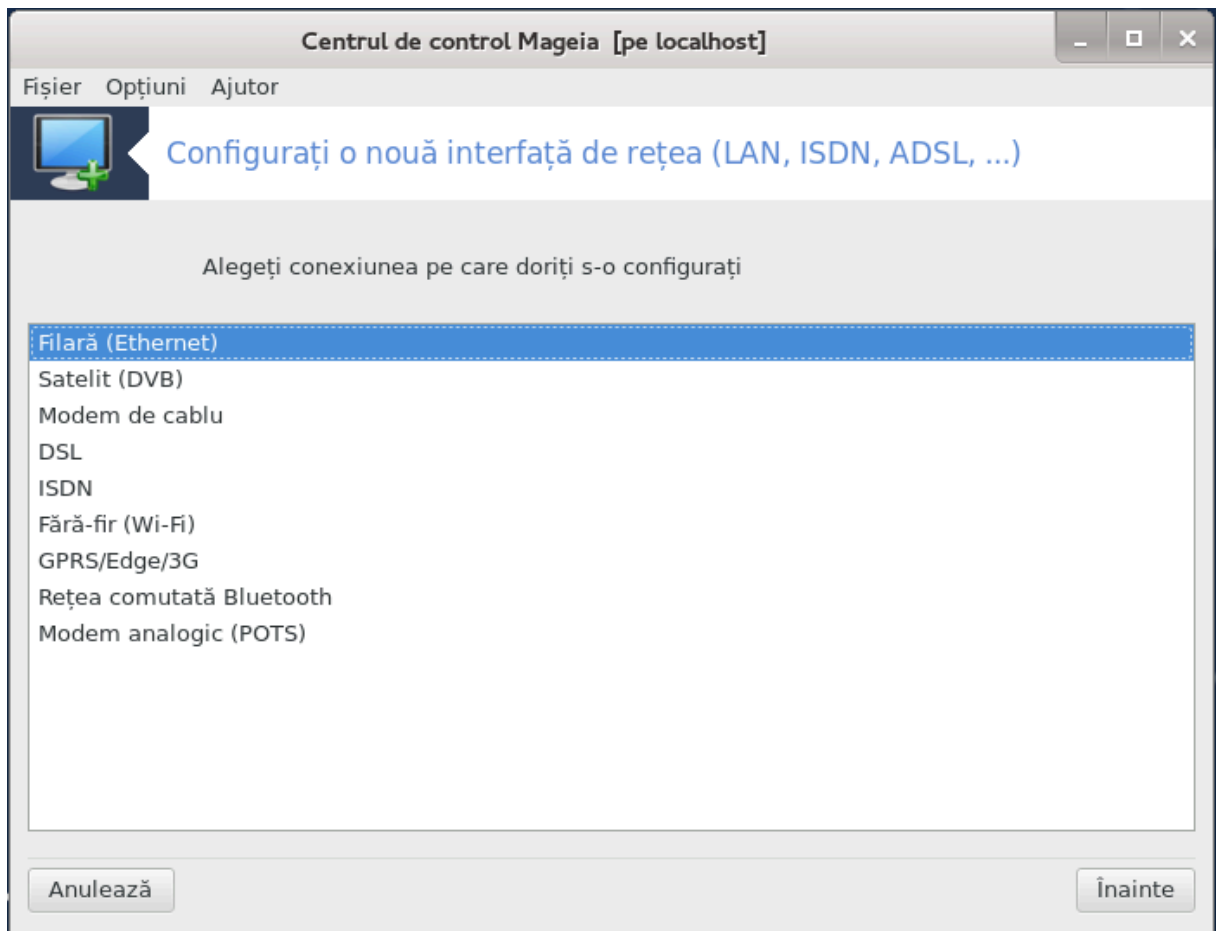 Centrul de control Mageia [pe localhost]
Fișier Opțiuni Ajutor
Configurați o nouă interfață de rețea (LAN, ISDN, ADSL, ...)
Alegeți conexiunea pe care doriți s-o configurați
Filară (Ethernet)
Satelit (DVB)
Modem de cablu
DSL
ISDN
Fără-fir (Wi-Fi)
GPRS/Edge/3G
Rețea comutată Bluetooth
Modem analogic (POTS)
Anulează Înainte